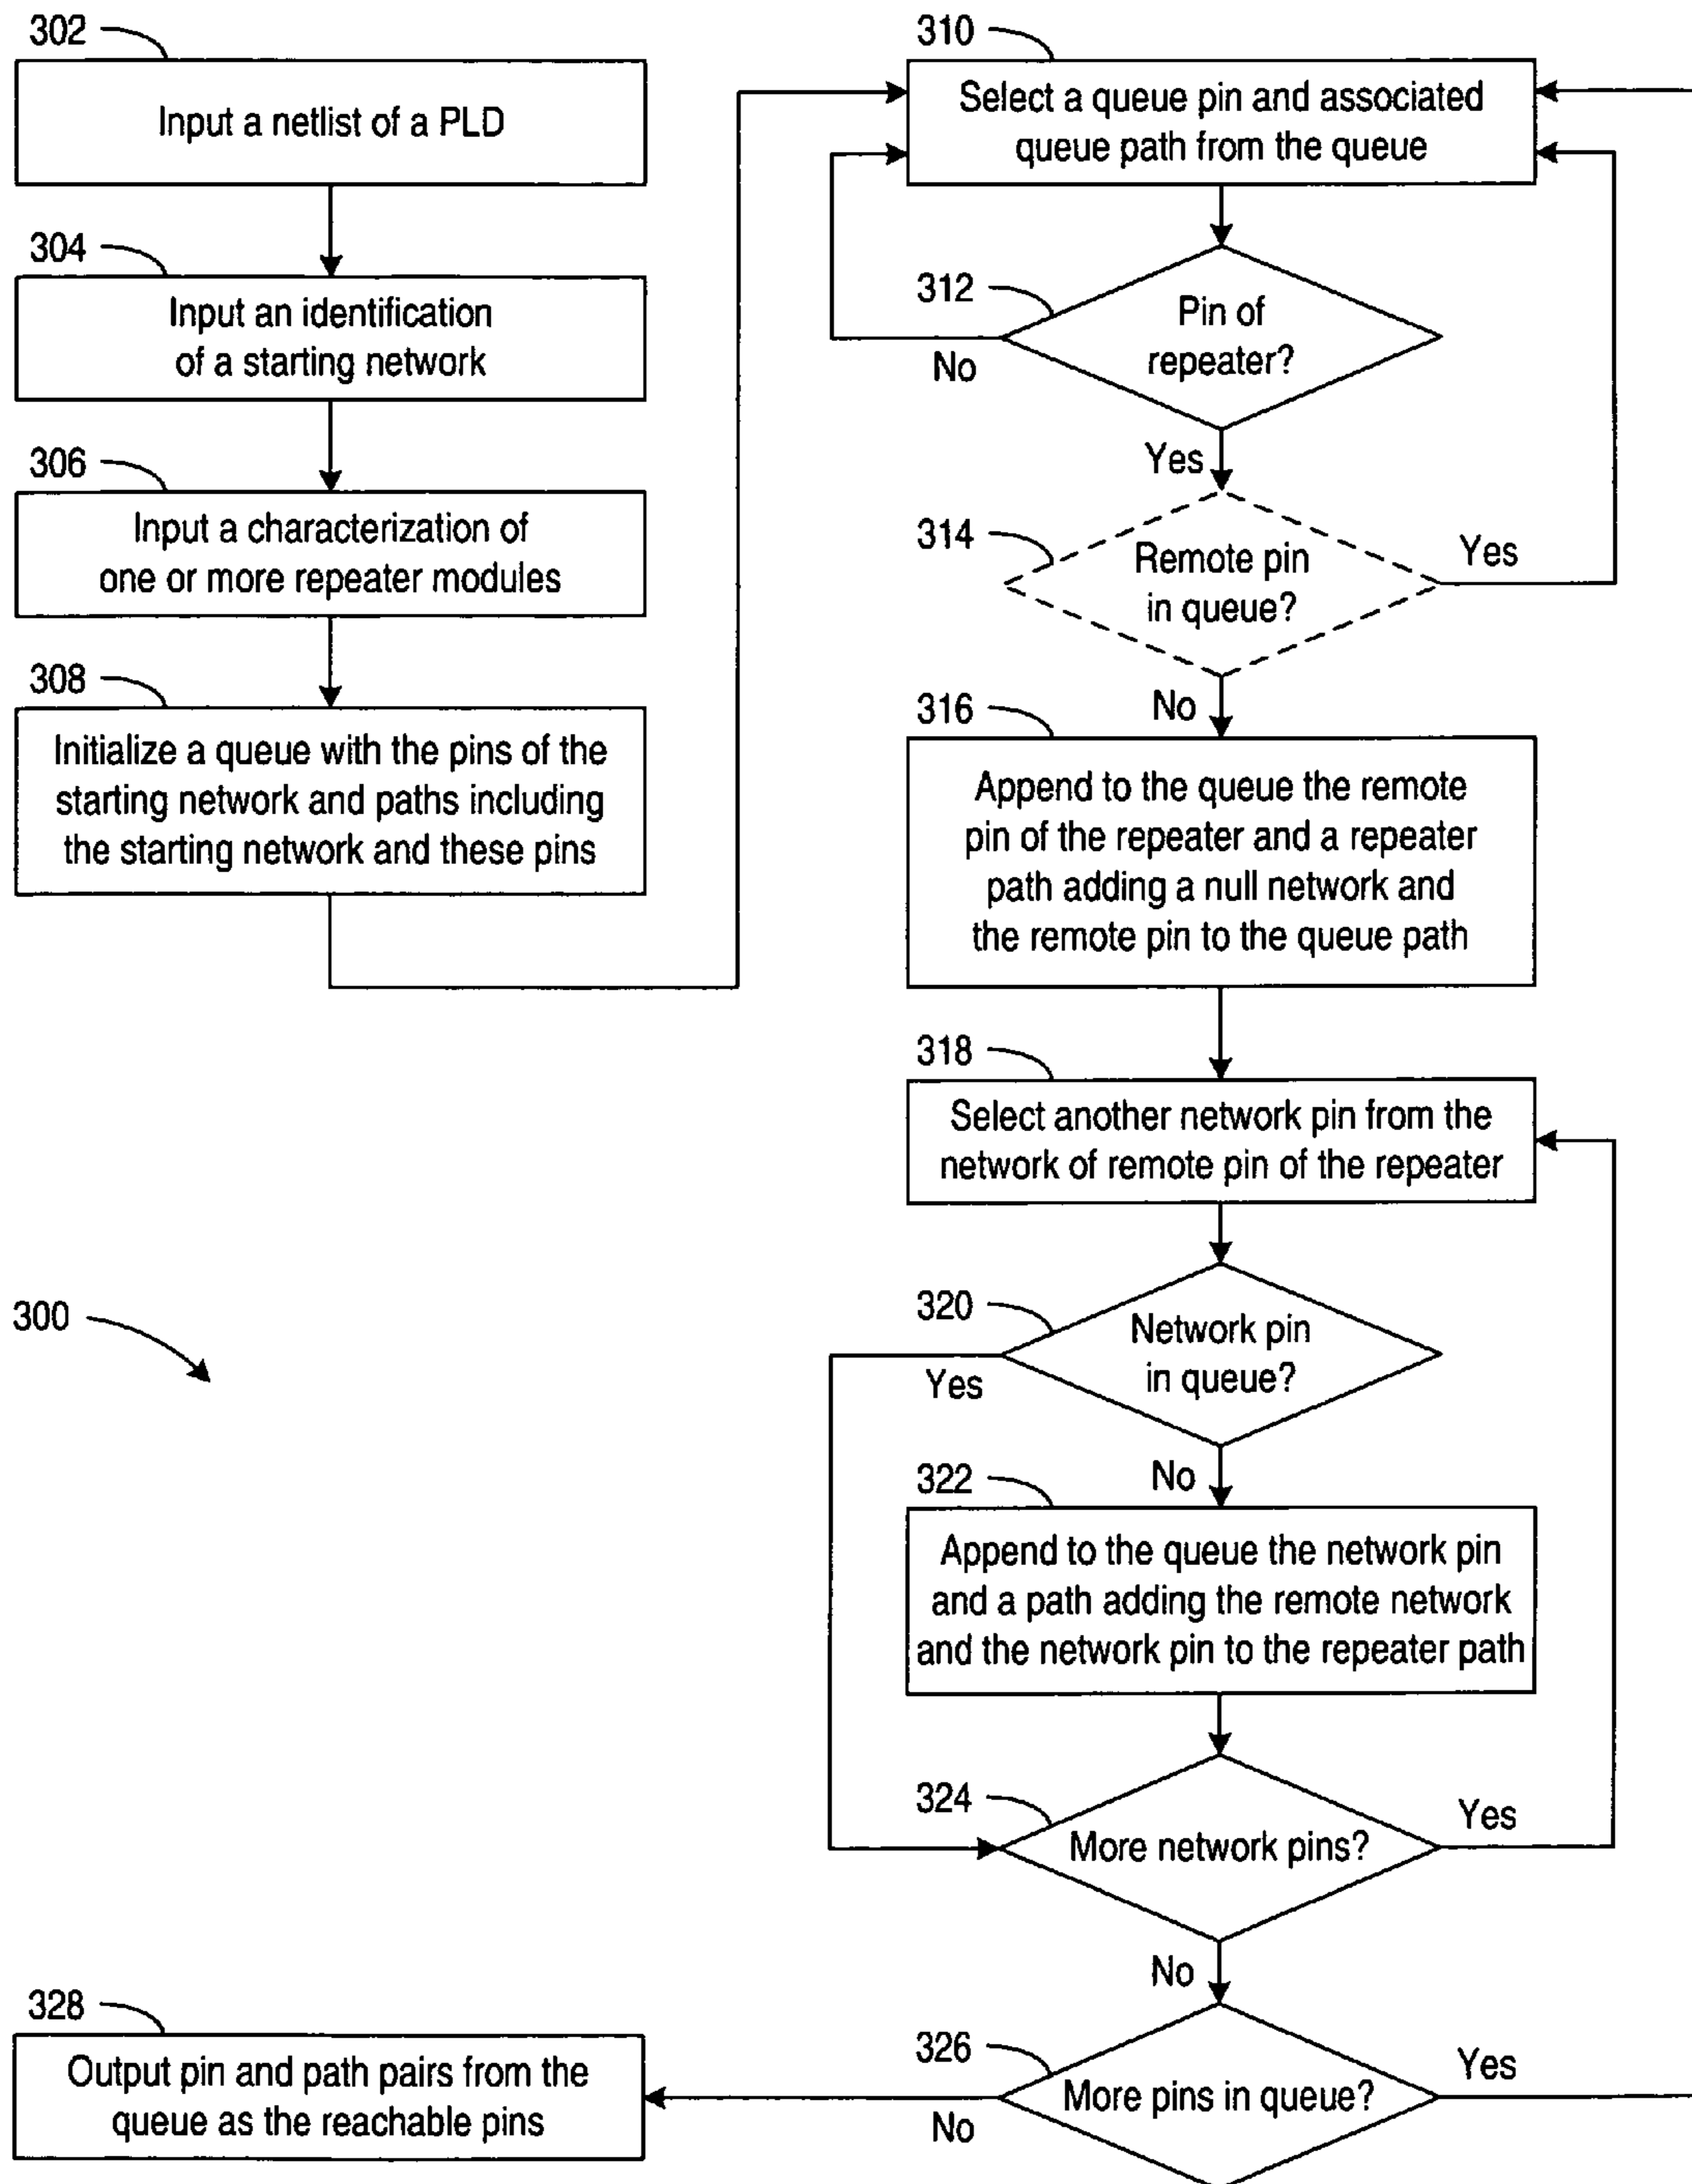 302
Input a netlist of a PLD
304
Input an identification
of a starting network
306
Input a characterization of
one or more repeater modules
308
Initialize a queue with the pins of the
starting network and paths including
the starting network and these pins
310
Select a queue pin and associated
queue path from the queue
312
Pin of
repeater?
No
Yes
314
Remote pin
in queue?
Yes
No
316
Append to the queue the remote
pin of the repeater and a repeater
path adding a null network and
the remote pin to the queue path
318
Select another network pin from the
network of remote pin of the repeater
300
320
Network pin
in queue?
Yes
No
322
Append to the queue the network pin
and a path adding the remote network
and the network pin to the repeater path
324
More network pins?
Yes
No
326
More pins in queue?
Yes
No
328
Output pin and path pairs from the
queue as the reachable pins